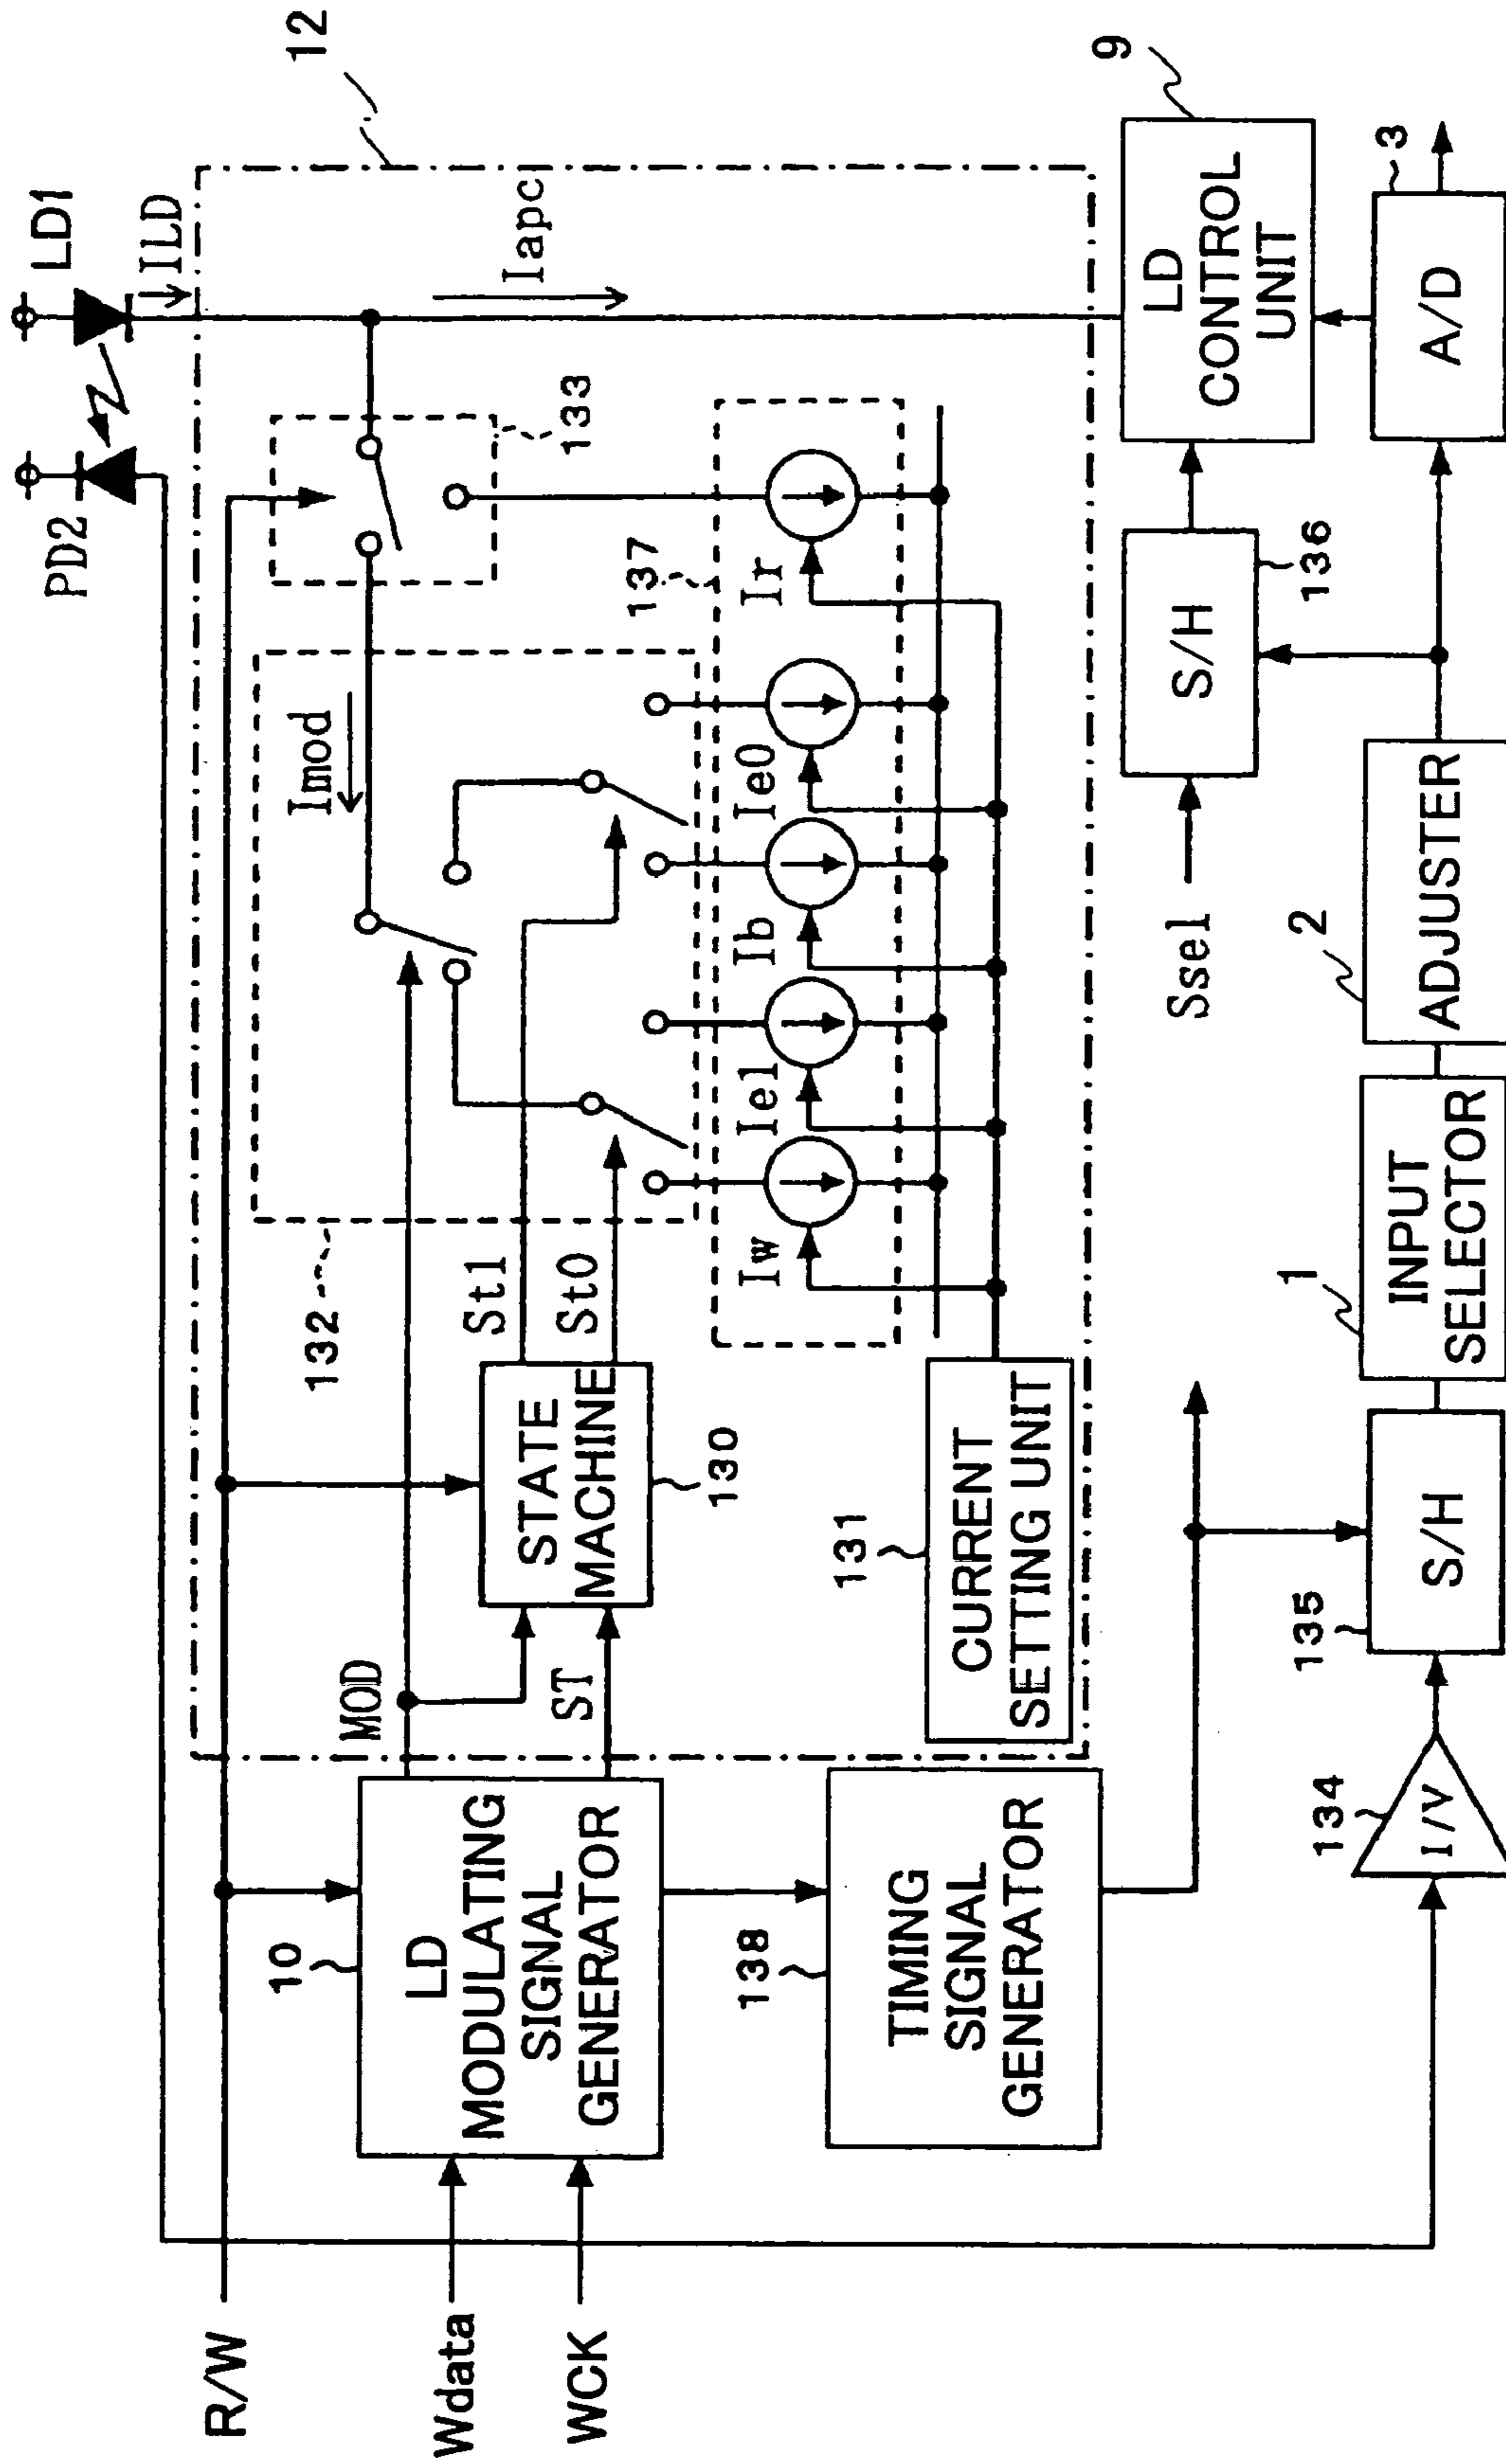 R/W
Wdata
WCK
10
LD
MODULATING
SIGNAL
GENERATOR
138
TIMING
SIGNAL
GENERATOR
MOD
ST
STATE
MACHINE
130
St1
St0
132
131
CURRENT
SETTING UNIT
Imod
137
Iw
Ie1
Ib
Ie0
Ir
133
PD2
LD1
ILD
Iapc
12
9
LD
CONTROL
UNIT
134
I/V
135
S/H
1
INPUT
SELECTOR
2
ADJUSTER
Ssel
S/H
136
A/D
3